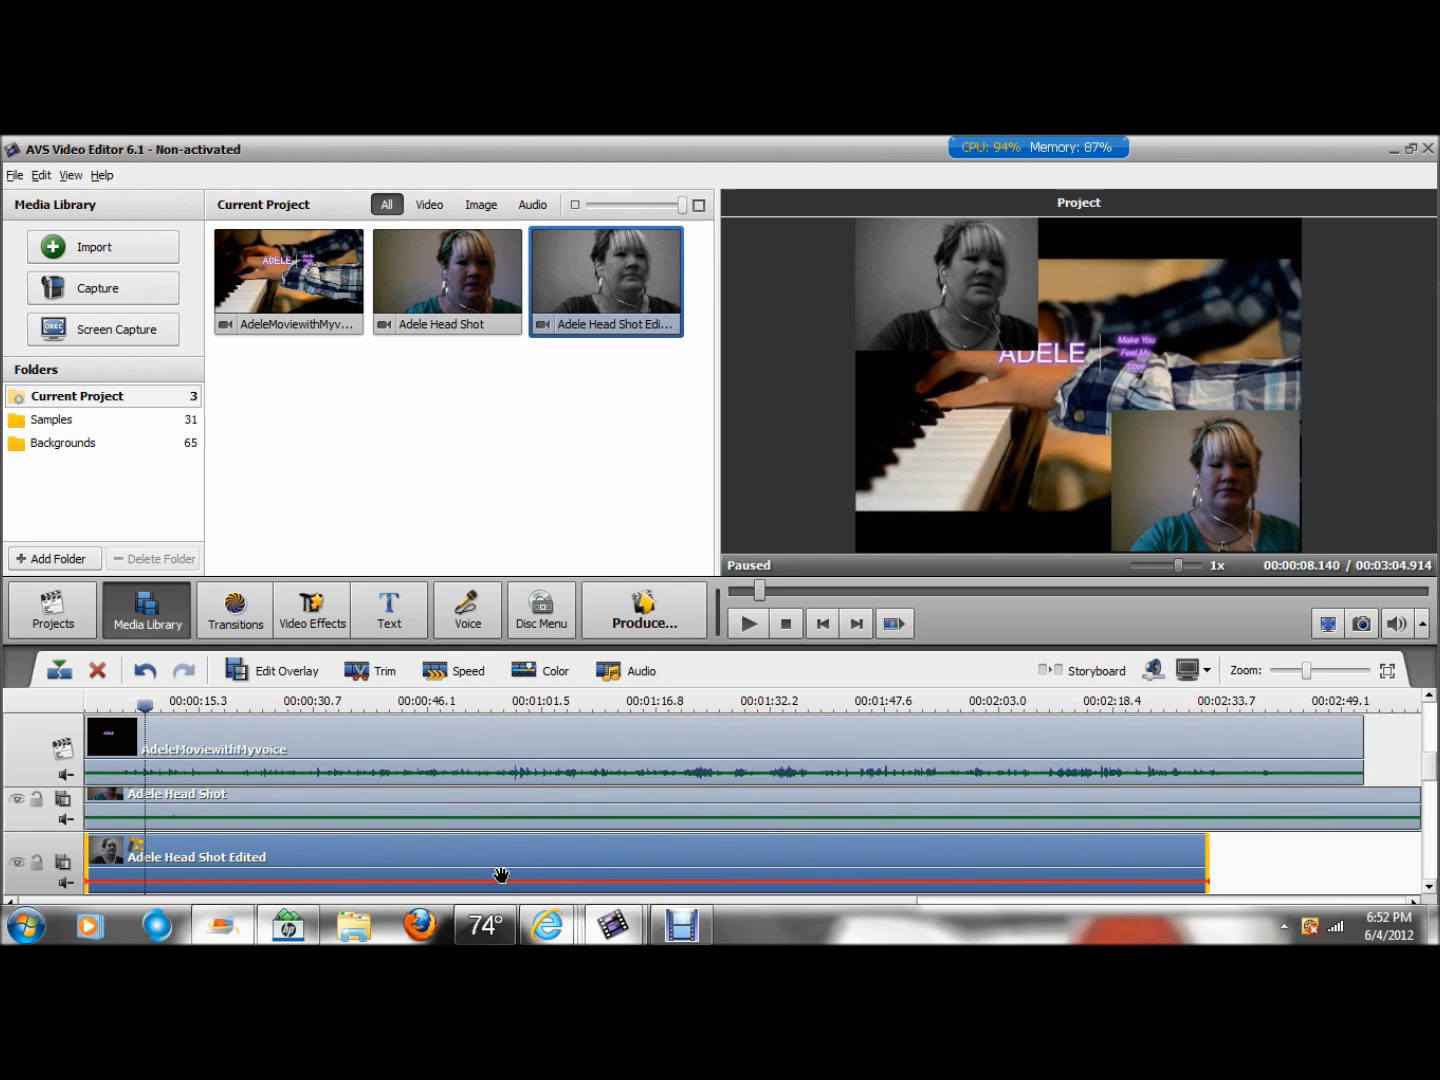 AVS Video Editor 6.1 - Non-activated
CPU: 94% Memory: 87%
File Edit View Help
Media Library
Current Project
All
Video
Image
Audio
Project
Import
Capture
Screen Capture
ADELE
AdeleMoviewithMyv...
Adele Head Shot
Adele Head Shot Edi...
ADELE
Make You
Feel My
Love
Folders
Current Project 3
Samples 31
Backgrounds 65
+ Add Folder
− Delete Folder
Paused
1x
00:00:08.140 / 00:03:04.914
Projects
Media Library
Transitions
Video Effects
Text
Voice
Disc Menu
Produce...
Edit Overlay
Trim
Speed
Color
Audio
Storyboard
Zoom:
00:00:15.3 00:00:30.7 00:00:46.1 00:01:01.5 00:01:16.8 00:01:32.2 00:01:47.6 00:02:03.0 00:02:18.4 00:02:33.7 00:02:49.1
AdeleMoviewithMyvoice
Adele Head Shot
Adele Head Shot Edited
74°
6:52 PM
6/4/2012